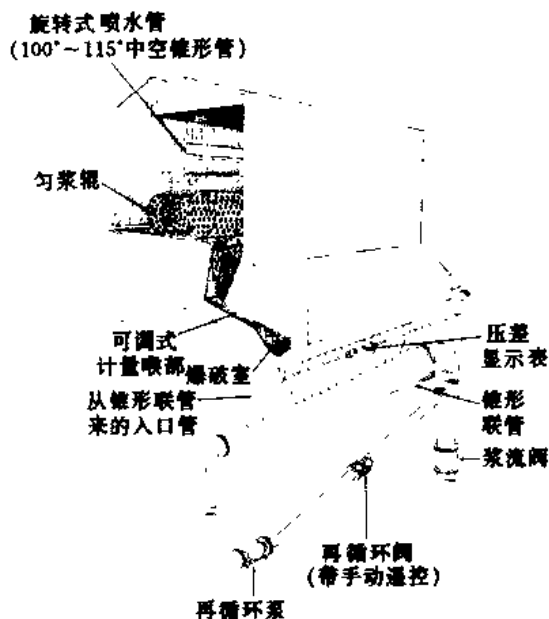 旋转式喷水管
(100°～115°中空锥形管)
匀浆辊
可调式
计量喉部
爆破室
从锥形联管
来的入口管
压差
显示表
锥形
联管
浆流阀
再循环阀
(带手动遥控)
再循环泵